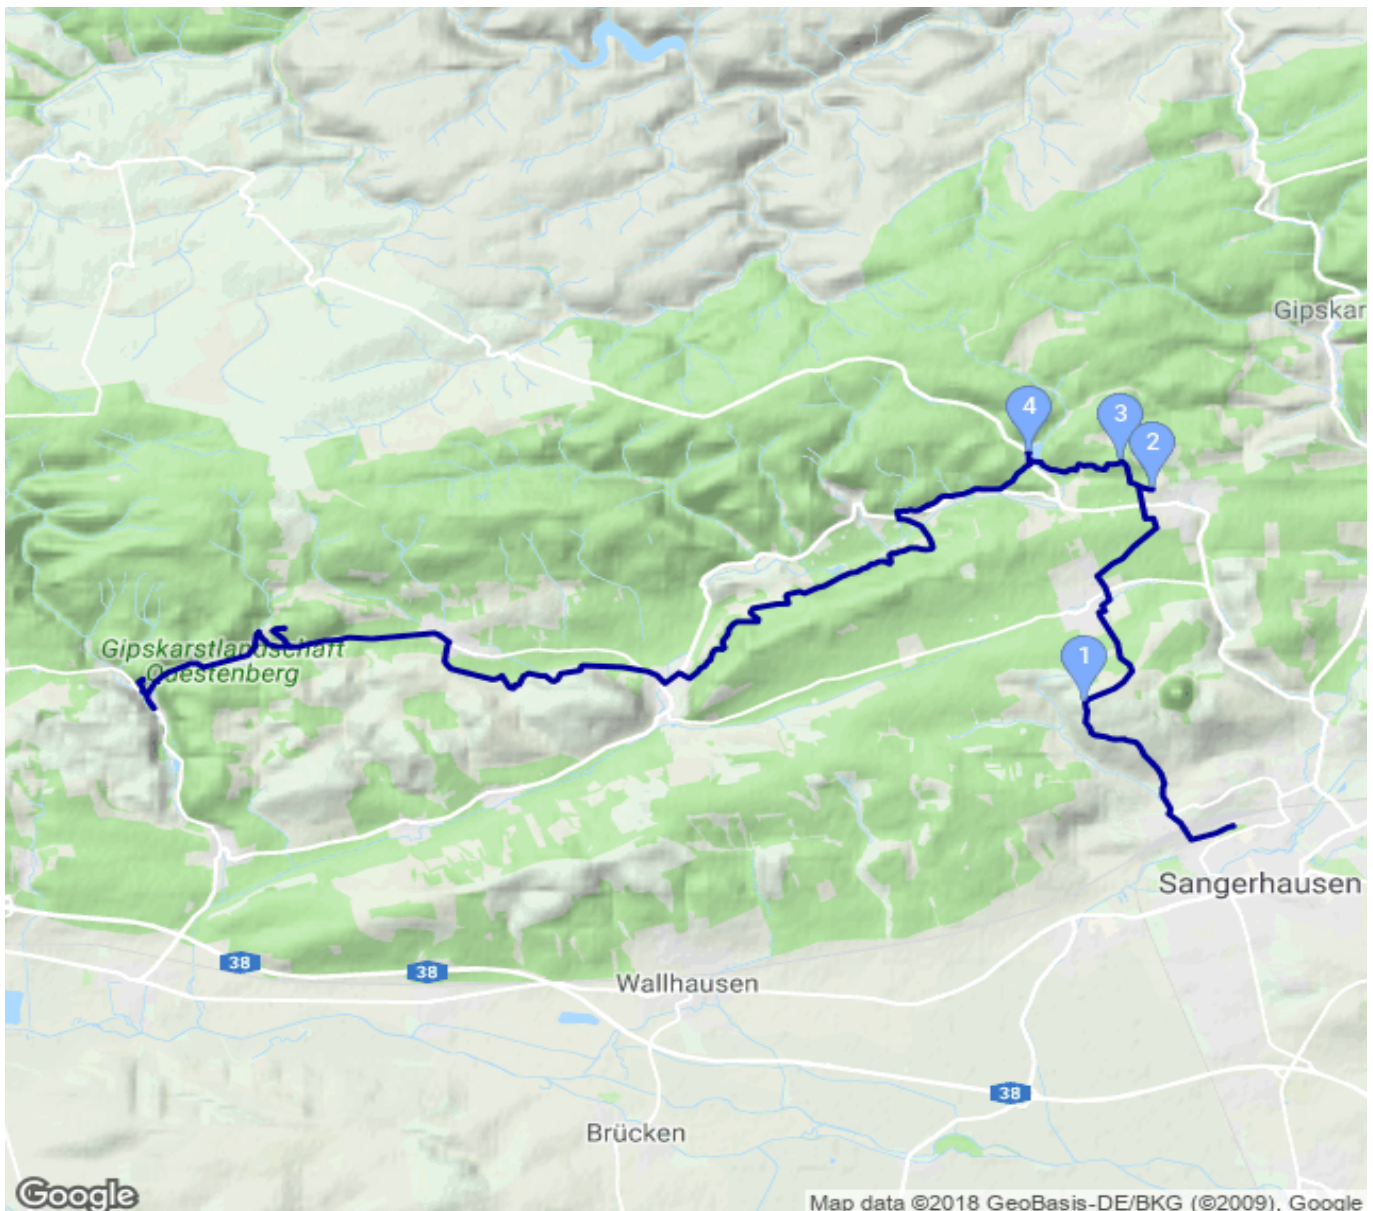 Gipskar
4
3
2
Gipskarstlandschaft
Questenberg
1
Sangerhausen
38
38
Wallhausen
38
Brücken
Google
Map data ©2018 GeoBasis-DE/BKG (©2009), Google